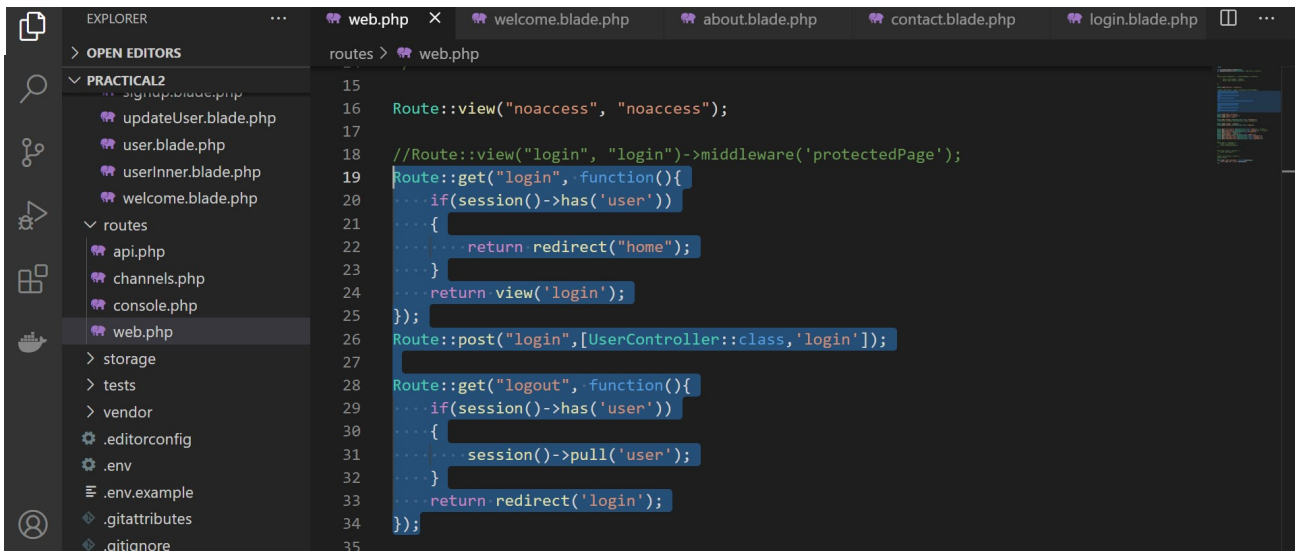 EXPLORER
OPEN EDITORS
PRACTICAL2
signup.blade.php
updateUser.blade.php
user.blade.php
userInner.blade.php
welcome.blade.php
routes
api.php
channels.php
console.php
web.php
storage
tests
vendor
.editorconfig
.env
.env.example
.gitattributes
.gitignore
web.php welcome.blade.php about.blade.php contact.blade.php login.blade.php
routes > web.php
15
16 Route::view("noaccess", "noaccess");
17
18 //Route::view("login", "login")->middleware('protectedPage');
19 Route::get("login", function(){
20 if(session()->has('user'))
21 {
22 return redirect("home");
23 }
24 return view('login');
25 });
26 Route::post("login",[UserController::class,'login']);
27
28 Route::get("logout", function(){
29 if(session()->has('user'))
30 {
31 session()->pull('user');
32 }
33 return redirect('login');
34 });
35